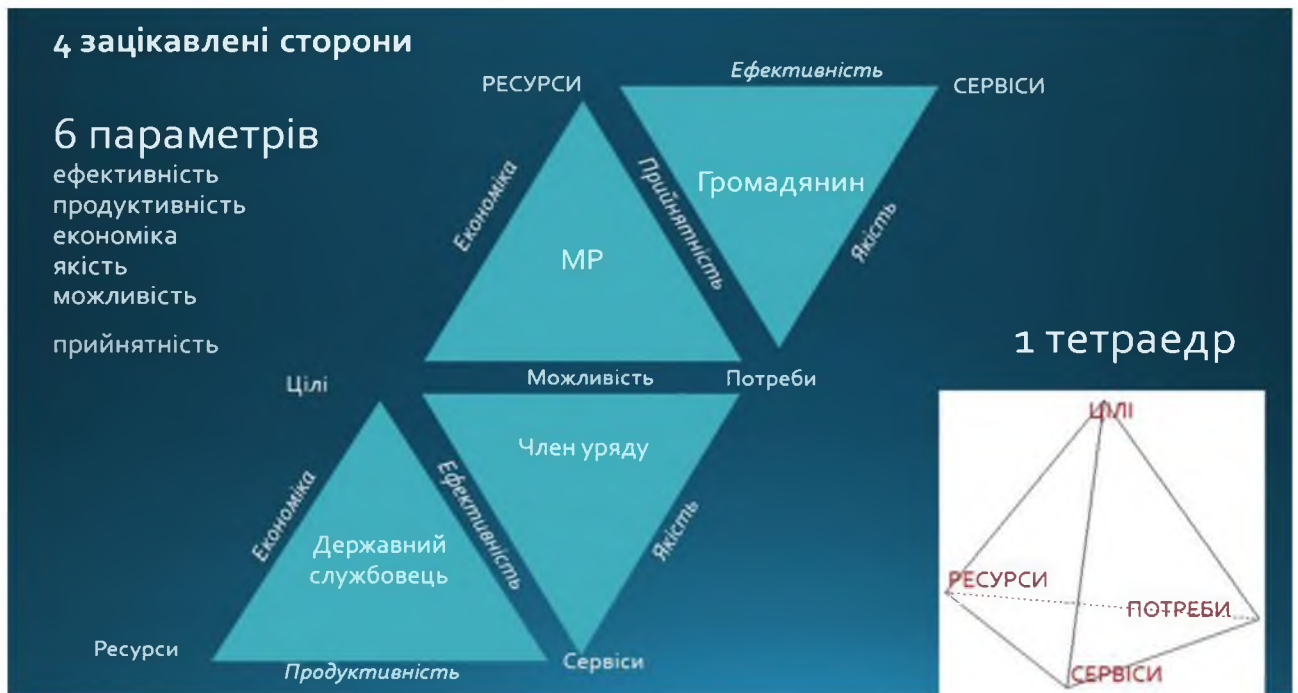 4 зацікавлені сторони
6 параметрів
ефективність
продуктивність
економіка
якість
можливість
прийнятність
РЕСУРСИ
Ефективність
СЕРВІСИ
Економіка
Прийнятність
Громадянин
Якість
МР
Цілі
Можливість
Потреби
Член уряду
Економіка
Ефективність
Якість
Державний
службовець
Ресурси
Продуктивність
Сервіси
1 тетраедр
ЦІЛІ
РЕСУРСИ
ПОТРЕБИ
СЕРВІСИ